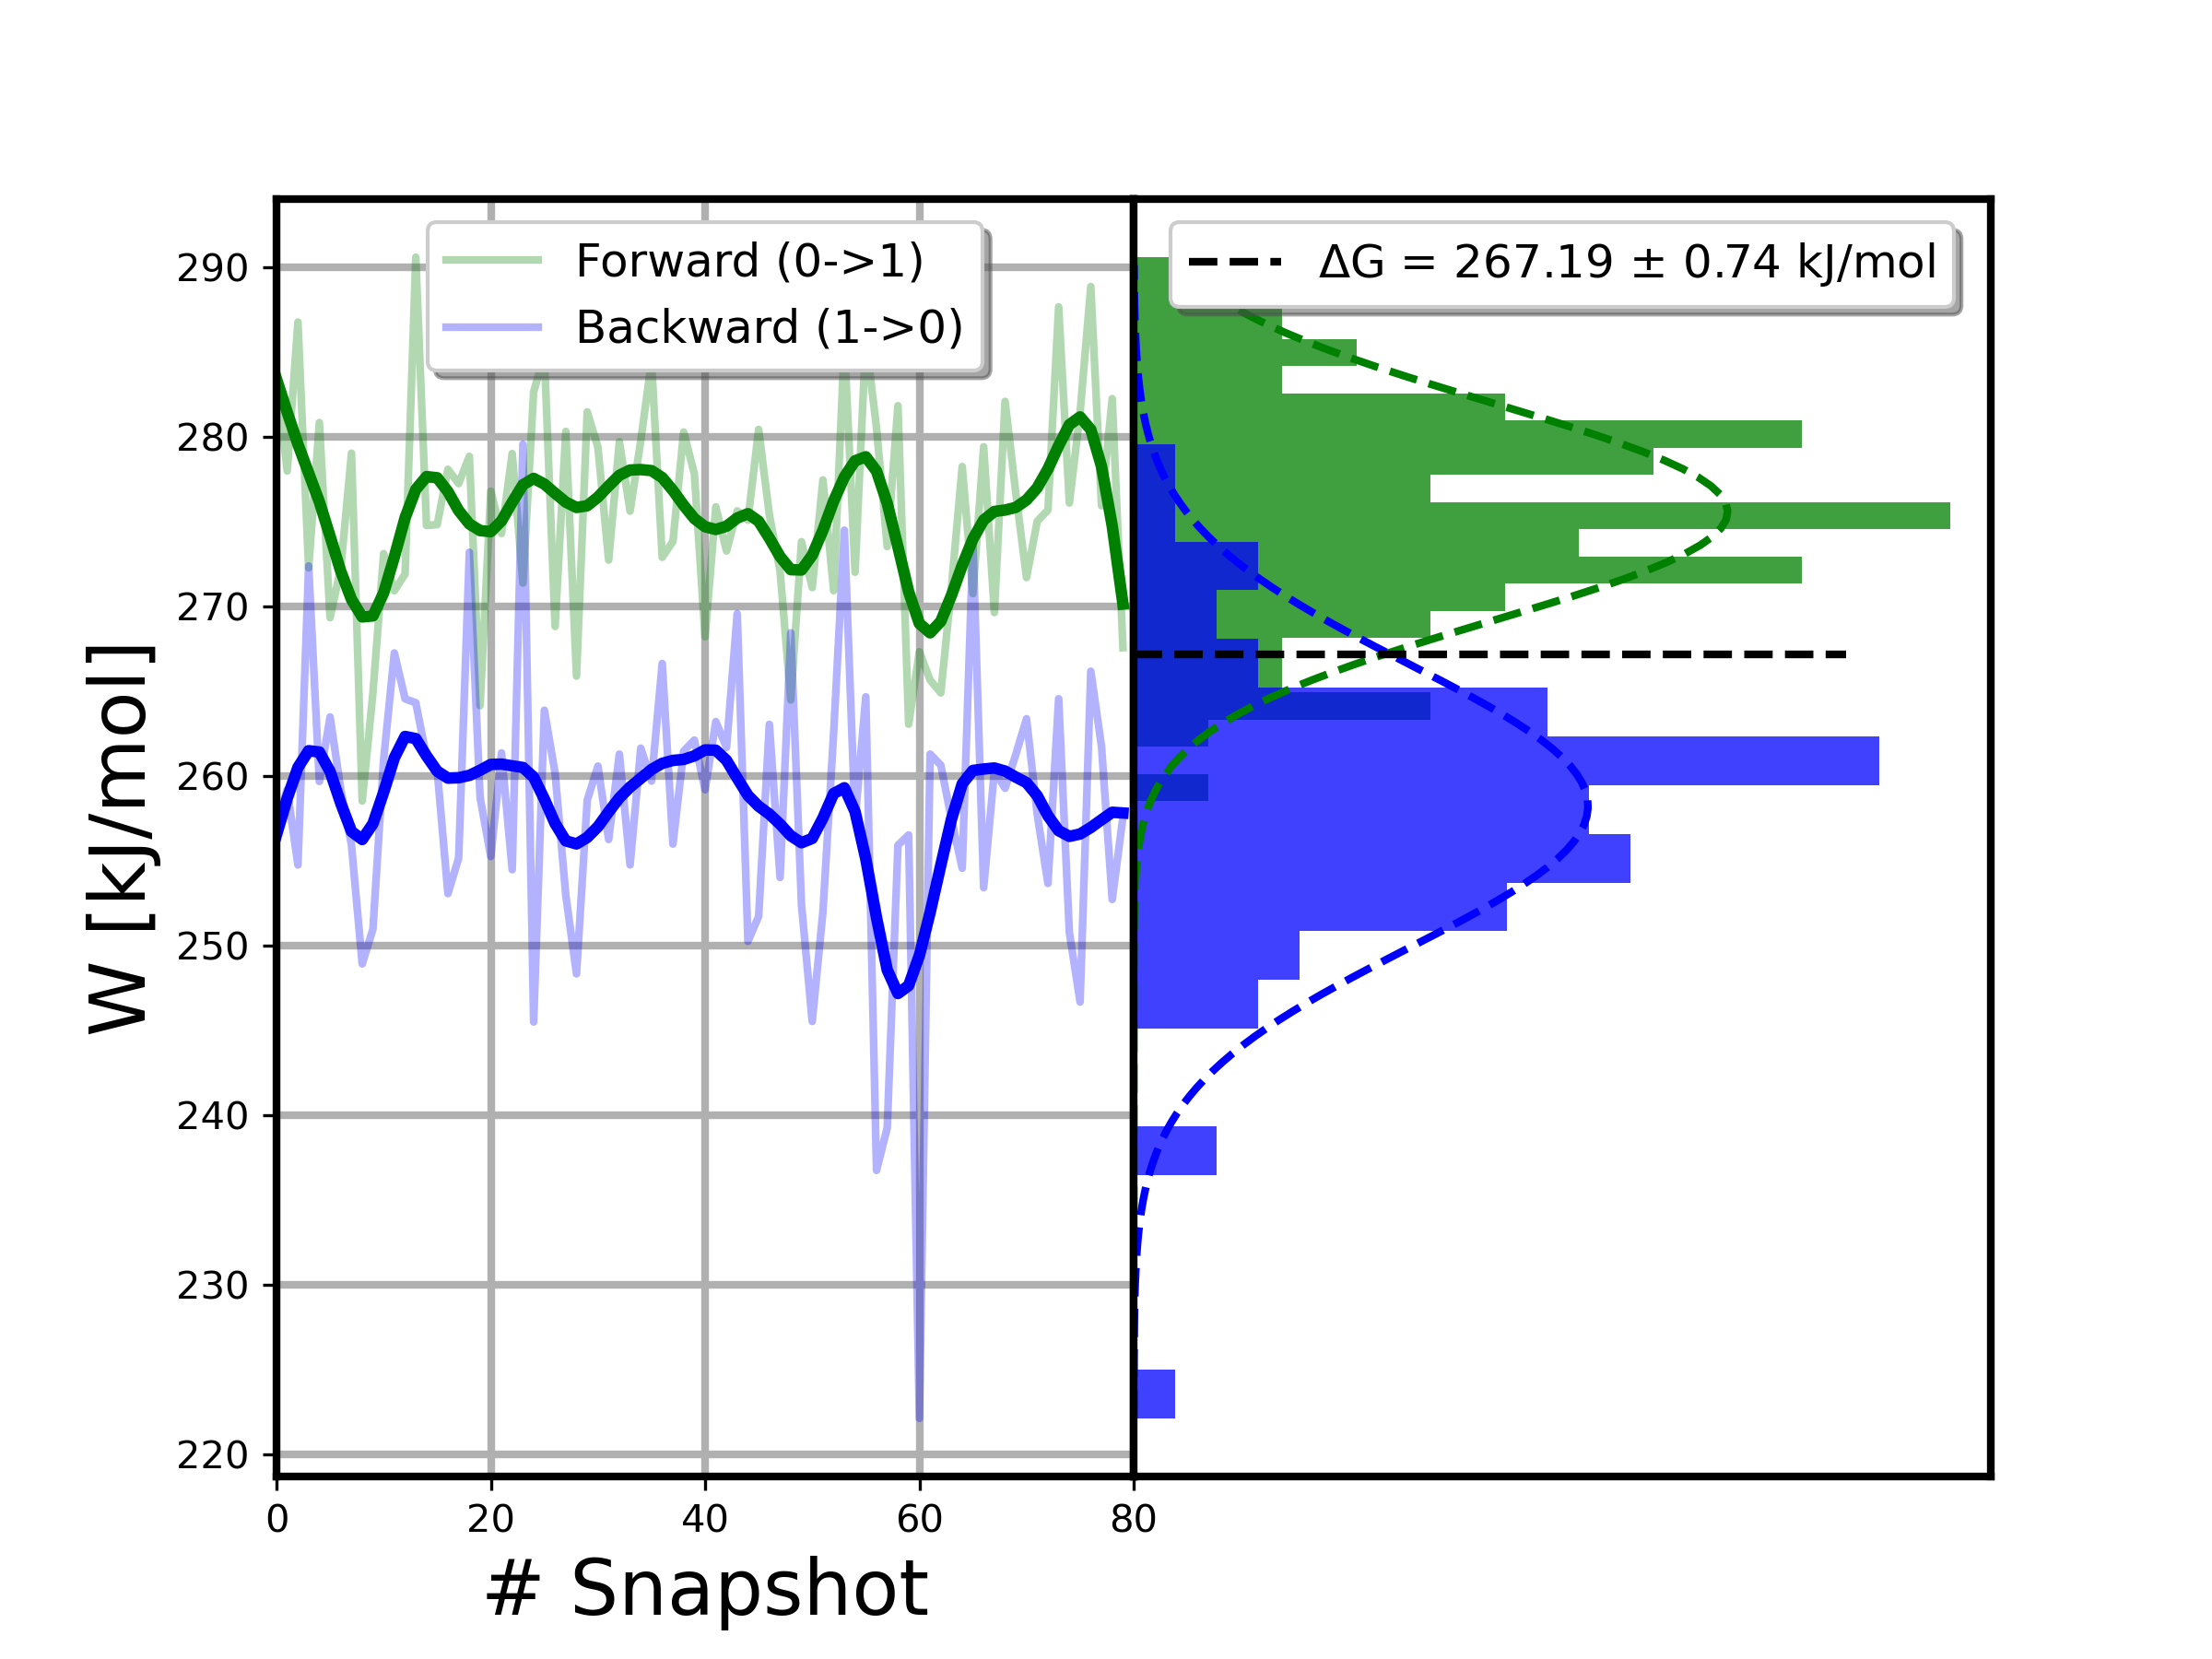 Forward (0->1)
Backward (1->0)
ΔG = 267.19 ± 0.74 kJ/mol
290
280
270
260
250
240
230
220
W [kJ/mol]
0 20 40 60 80
# Snapshot